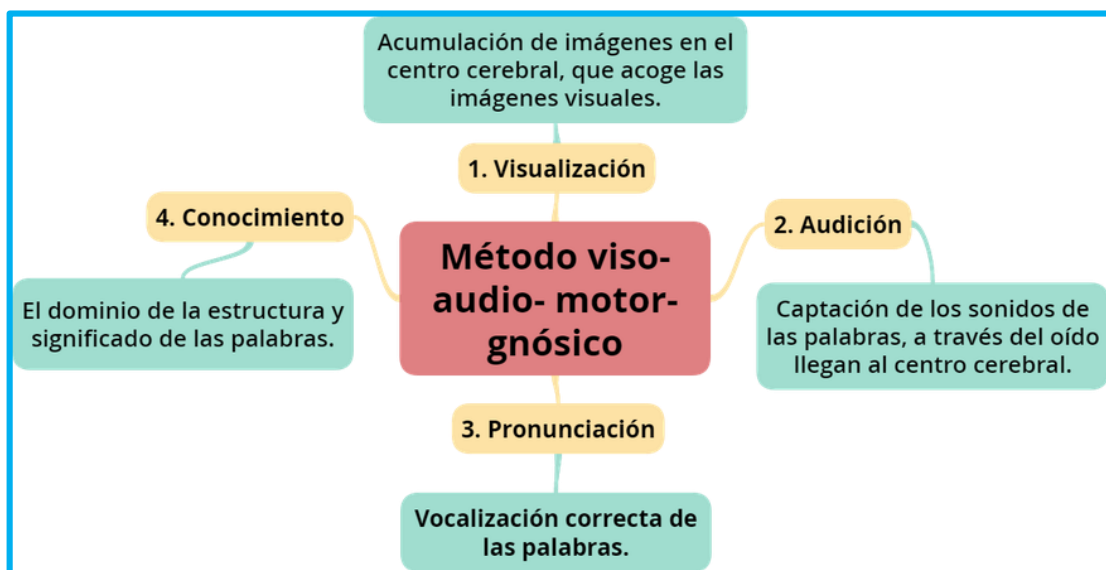 Acumulación de imágenes en el
centro cerebral, que acoge las
imágenes visuales.
1. Visualización
4. Conocimiento
2. Audición
Método viso-
audio- motor-
gnósico
El dominio de la estructura y
significado de las palabras.
Captación de los sonidos de
las palabras, a través del oído
llegan al centro cerebral.
3. Pronunciación
Vocalización correcta de
las palabras.